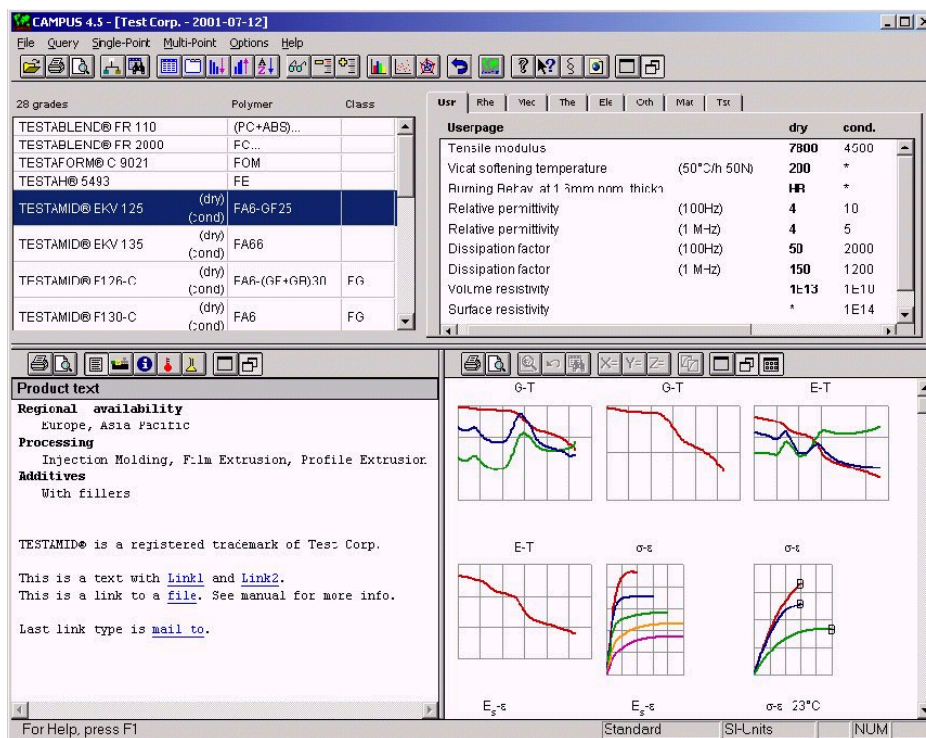 CAMPUS 4.5 - [Test Corp. - 2001-07-12]
File Query Single-Point Multi-Point Options Help
28 grades Polymer Class
TESTABLEND® FR 110 (PC+ABS)...
TESTABLEND® FR 2000 PC...
TESTAFORM® C 9021 POM
TESTAH® 5493 PE
TESTAMID® EKV 125 (dry) (cond) PA6-GF25
TESTAMID® EKV 135 (dry) (cond) PA66
TESTAMID® F126-C (dry) (cond) PA6-(GF+GB)30 FG
TESTAMID® F130-C (dry) (cond) PA6 FG
Usr Rhe Mec The Ele Oth Mat Tst
Userpage dry cond.
Tensile modulus 7800 4500
Vicat softening temperature (50°C/h 50N) 200 *
Burning Behav. at 1.6mm nom. thickn HB *
Relative permittivity (100Hz) 4 10
Relative permittivity (1 MHz) 4 5
Dissipation factor (100Hz) 50 2000
Dissipation factor (1 MHz) 150 1200
Volume resistivity 1E13 1E10
Surface resistivity * 1E14
Product text
Regional availability
Europe, Asia Pacific
Processing
Injection Molding, Film Extrusion, Profile Extrusion
Additives
With fillers
TESTAMID® is a registered trademark of Test Corp.
This is a text with Link1 and Link2.
This is a link to a file. See manual for more info.
Last link type is mail to.
X= Y= Z=
G-T G-T E-T
E-T σ-ε σ-ε
Es-ε Es-ε σ-ε 23°C
For Help, press F1 Standard SI-Units NUM